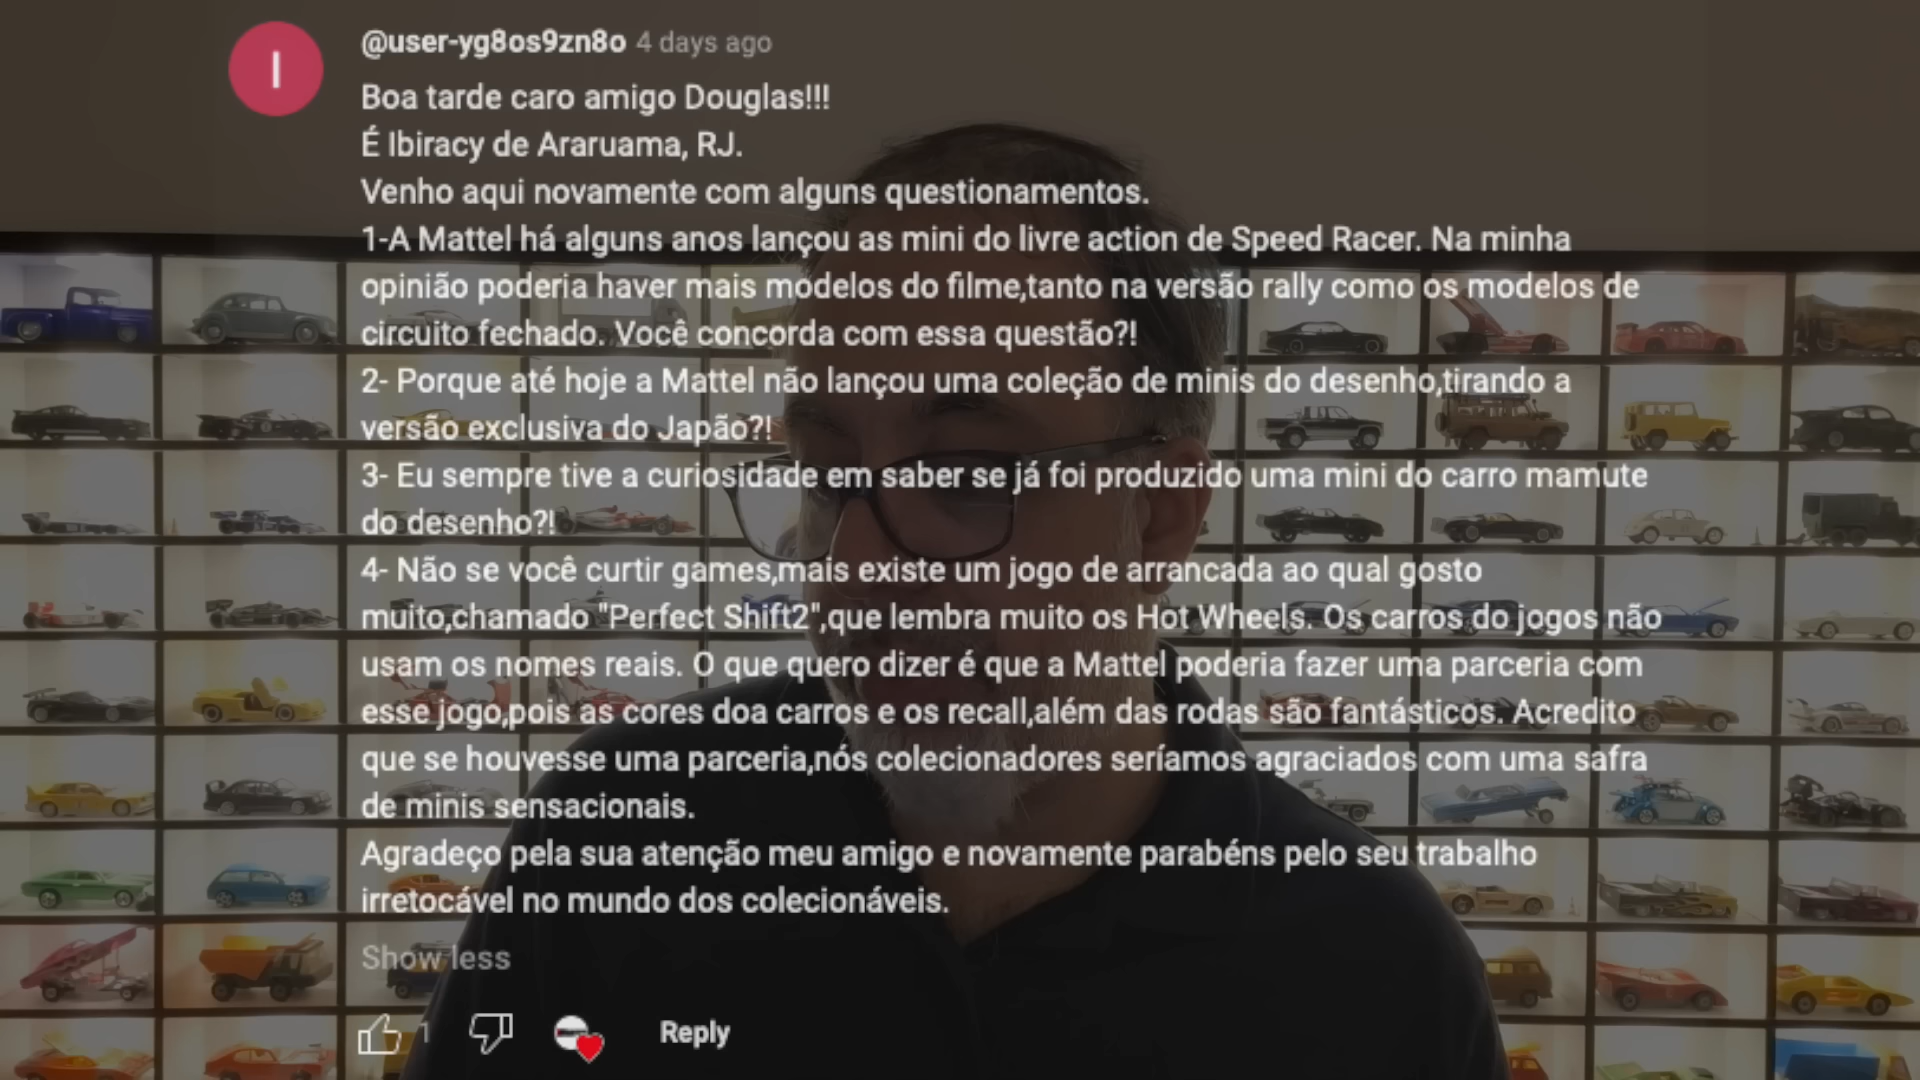 I
@user-yg8os9zn8o 4 days ago
Boa tarde caro amigo Douglas!!!
É Ibiracy de Araruama, RJ.
Venho aqui novamente com alguns questionamentos.
1-A Mattel há alguns anos lançou as mini do livre action de Speed Racer. Na minha
opinião poderia haver mais modelos do filme,tanto na versão rally como os modelos de
circuito fechado. Você concorda com essa questão?!
2- Porque até hoje a Mattel não lançou uma coleção de minis do desenho,tirando a
versão exclusiva do Japão?!
3- Eu sempre tive a curiosidade em saber se já foi produzido uma mini do carro mamute
do desenho?!
4- Não se você curtir games,mais existe um jogo de arrancada ao qual gosto
muito,chamado "Perfect Shift2",que lembra muito os Hot Wheels. Os carros do jogos não
usam os nomes reais. O que quero dizer é que a Mattel poderia fazer uma parceria com
esse jogo,pois as cores doa carros e os recall,além das rodas são fantásticos. Acredito
que se houvesse uma parceria,nós colecionadores seríamos agraciados com uma safra
de minis sensacionais.
Agradeço pela sua atenção meu amigo e novamente parabéns pelo seu trabalho
irretocável no mundo dos colecionáveis.
Show less
1 Reply